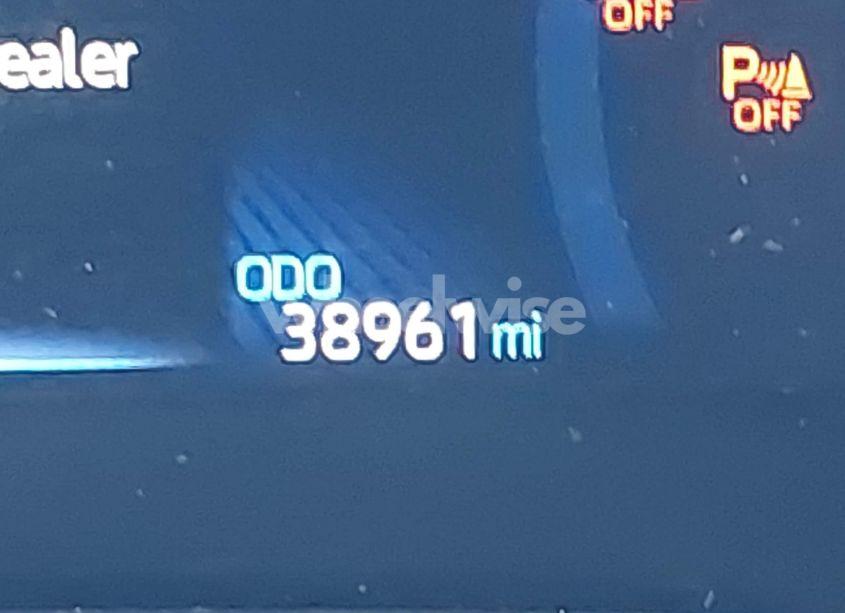 OFF
ealer
P
OFF
ODO
38961 mi